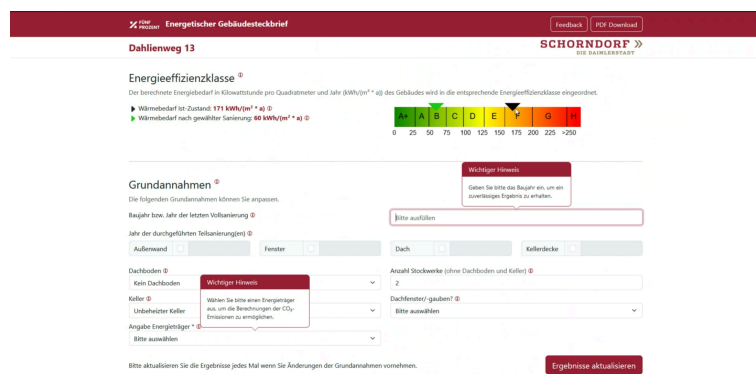 FÜNF PROZENT Energetischer Gebäudesteckbrief
Feedback
PDF Download
Dahlienweg 13
SCHORNDORF
DIE DAIMLERSTADT
Energieeffizienzklasse
Der berechnete Energiebedarf in Kilowattstunde pro Quadratmeter und Jahr (kWh/(m² * a)) des Gebäudes wird in die entsprechende Energieeffizienzklasse eingeordnet.
Wärmebedarf Ist-Zustand: 171 kWh/(m² * a)
Wärmebedarf nach gewählter Sanierung: 60 kWh/(m² * a)
A+ A B C D E F G H
0 25 50 75 100 125 150 175 200 225 >250
Wichtiger Hinweis
Geben Sie bitte das Baujahr ein, um ein
zuverlässiges Ergebnis zu erhalten.
Grundannahmen
Die folgenden Grundannahmen können Sie anpassen.
Baujahr bzw. Jahr der letzten Vollsanierung
Bitte ausfüllen
Jahr der durchgeführten Teilsanierung(en)
Außenwand
Fenster
Dach
Kellerdecke
Dachboden
Kein Dachboden
Anzahl Stockwerke (ohne Dachboden und Keller)
2
Wichtiger Hinweis
Wählen Sie bitte einen Energieträger
aus, um die Berechnungen der CO₂-
Emissionen zu ermöglichen.
Keller
Unbeheizter Keller
Dachfenster/-gauben?
Bitte auswählen
Angabe Energieträger *
Bitte auswählen
Bitte aktualisieren Sie die Ergebnisse jedes Mal wenn Sie Änderungen der Grundannahmen vornehmen.
Ergebnisse aktualisieren